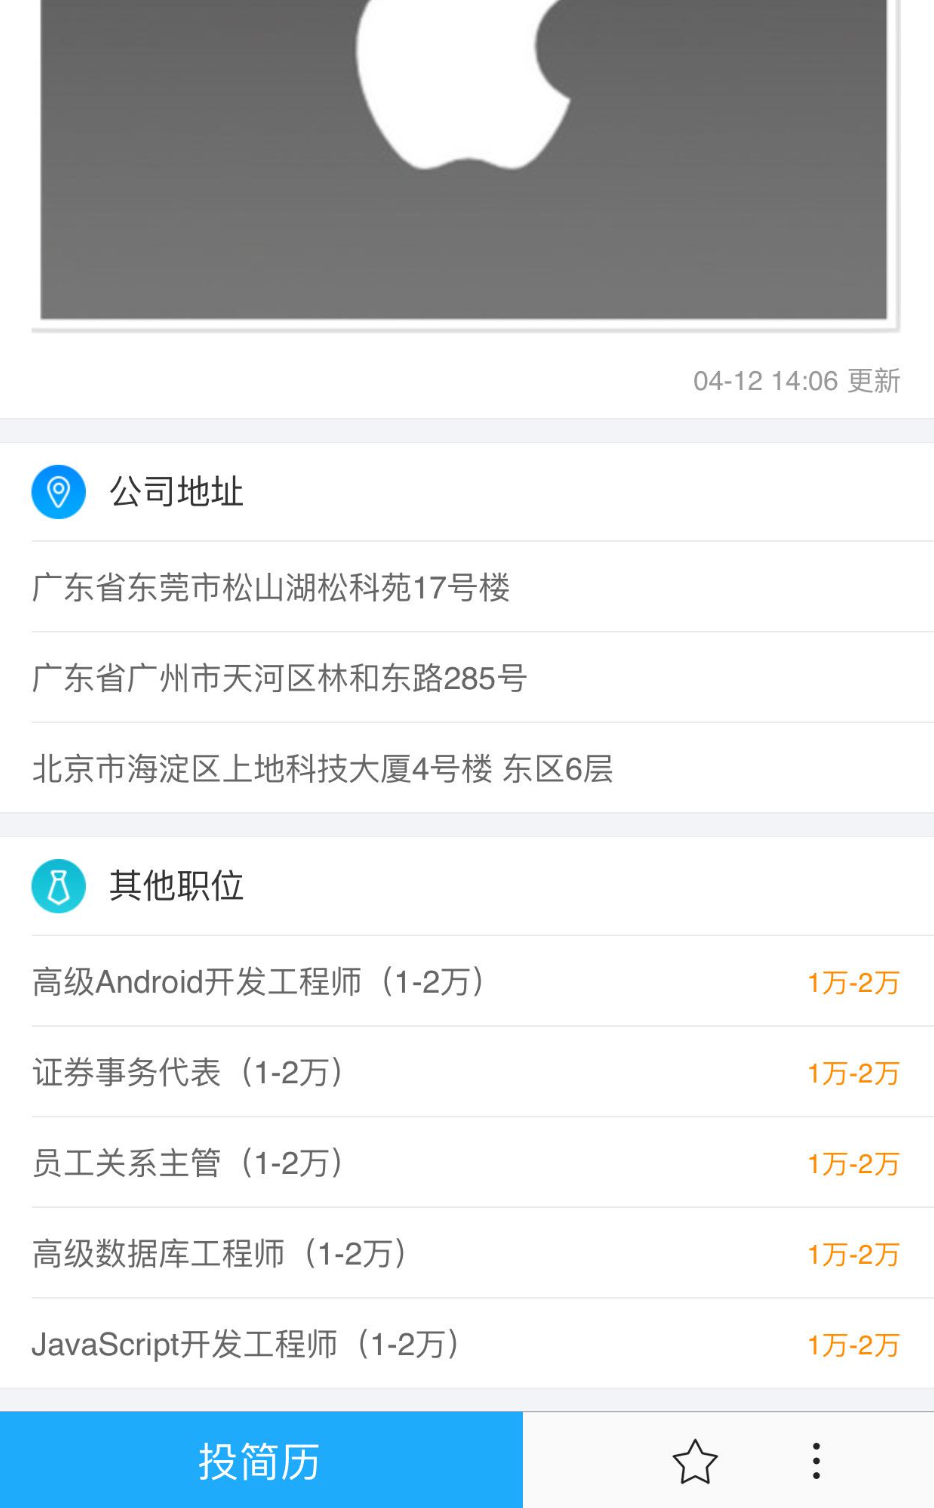 04-12 14:06 更新
公司地址
广东省东莞市松山湖松科苑17号楼
广东省广州市天河区林和东路285号
北京市海淀区上地科技大厦4号楼 东区6层
其他职位
高级Android开发工程师（1-2万） 1万-2万
证券事务代表（1-2万） 1万-2万
员工关系主管（1-2万） 1万-2万
高级数据库工程师（1-2万） 1万-2万
JavaScript开发工程师（1-2万） 1万-2万
投简历